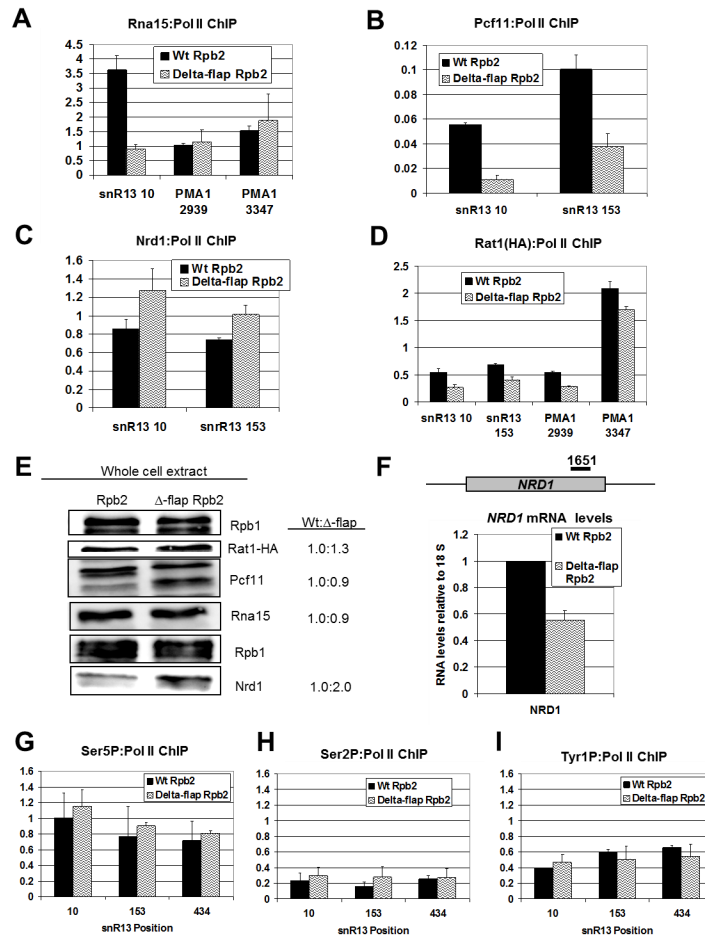 A
Rna15:Pol II ChIP
4
3.5
3
2.5
2
1.5
1
0.5
0
Wt Rpb2
Delta-flap Rpb2
snR13 10
PMA1 2939
PMA1 3347
B
Pcf11:Pol II ChIP
0.12
0.1
0.08
0.06
0.04
0.02
0
Wt Rpb2
Delta-flap Rpb2
snR13 10
snR13 153
C
Nrd1:Pol II ChIP
1.6
1.4
1.2
1
0.8
0.6
0.4
0.2
0
Wt Rpb2
Delta-flap Rpb2
snR13 10
snrR13 153
D
Rat1(HA):Pol II ChIP
2.5
2
1.5
1
0.5
0
Wt Rpb2
Delta-flap Rpb2
snR13 10
snR13 153
PMA1 2939
PMA1 3347
E
Whole cell extract
Rpb2
Δ-flap Rpb2
Wt:Δ-flap
Rpb1
Rat1-HA 1.0:1.3
Pcf11 1.0:0.9
Rna15 1.0:0.9
Rpb1
Nrd1 1.0:2.0
F
1651
NRD1
NRD1 mRNA levels
RNA levels relative to 18 S
1.2
1
0.8
0.6
0.4
0.2
0
Wt Rpb2
Delta-flap
Rpb2
NRD1
G
Ser5P:Pol II ChIP
1.6
1.4
1.2
1
0.8
0.6
0.4
0.2
0
Wt Rpb2
Delta-flap Rpb2
10 153 434
snR13 Position
H
Ser2P:Pol II ChIP
1.6
1.4
1.2
1
0.8
0.6
0.4
0.2
0
Wt Rpb2
Delta-flap Rpb2
10 153 434
snR13 Position
I
Tyr1P:Pol II ChIP
1.6
1.4
1.2
1
0.8
0.6
0.4
0.2
0
Wt Rpb2
Delta-flap Rpb2
10 153 434
snR13 Position